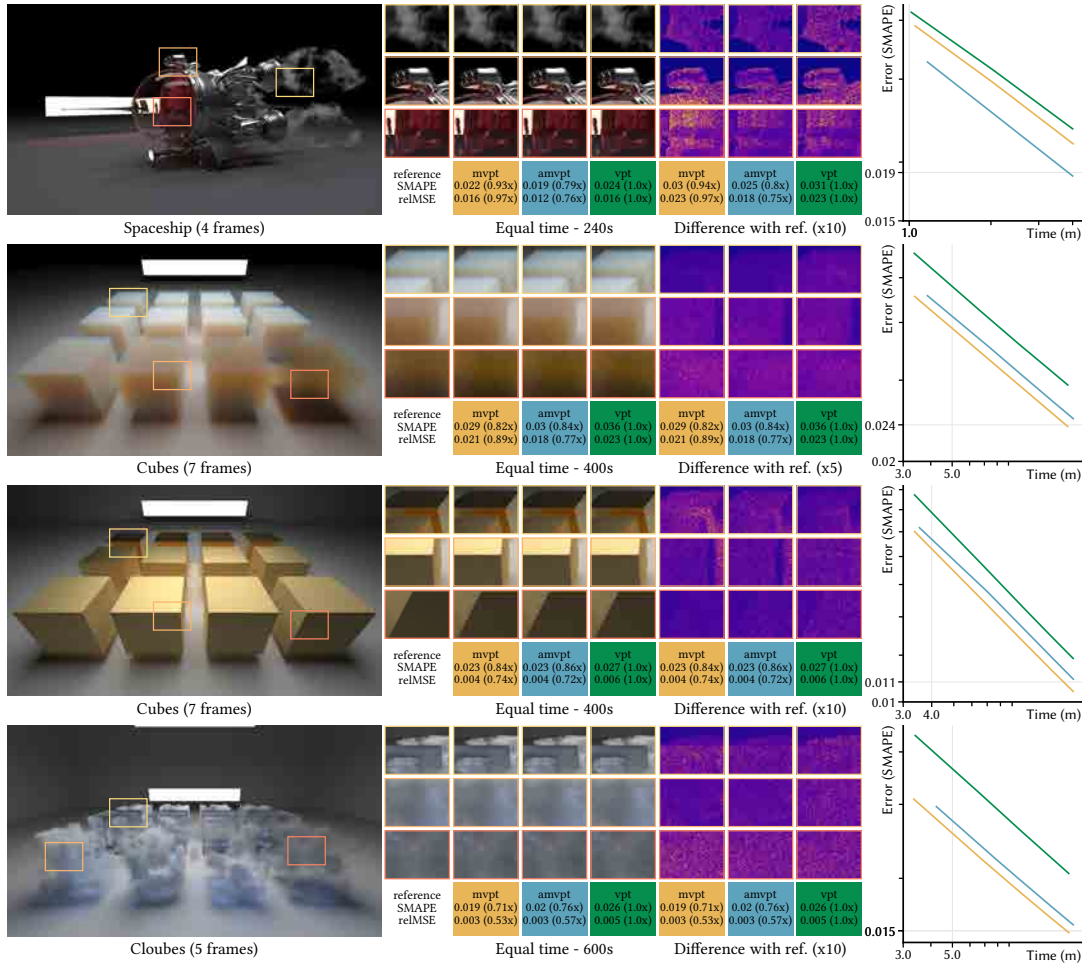 reference
SMAPE
relMSE
mvpt
0.022 (0.93x)
0.016 (0.97x)
amvpt
0.019 (0.79x)
0.012 (0.76x)
vpt
0.024 (1.0x)
0.016 (1.0x)
mvpt
0.03 (0.94x)
0.023 (0.97x)
amvpt
0.025 (0.8x)
0.018 (0.75x)
vpt
0.031 (1.0x)
0.023 (1.0x)
Spaceship (4 frames)
Equal time - 240s
Difference with ref. (x10)
Error (SMAPE)
0.019
0.015
1.0
Time (m)
reference
SMAPE
relMSE
mvpt
0.029 (0.82x)
0.021 (0.89x)
amvpt
0.03 (0.84x)
0.018 (0.77x)
vpt
0.036 (1.0x)
0.023 (1.0x)
mvpt
0.029 (0.82x)
0.021 (0.89x)
amvpt
0.03 (0.84x)
0.018 (0.77x)
vpt
0.036 (1.0x)
0.023 (1.0x)
Cubes (7 frames)
Equal time - 400s
Difference with ref. (x5)
Error (SMAPE)
0.024
0.02
3.0
5.0
Time (m)
reference
SMAPE
relMSE
mvpt
0.023 (0.84x)
0.004 (0.74x)
amvpt
0.023 (0.86x)
0.004 (0.72x)
vpt
0.027 (1.0x)
0.006 (1.0x)
mvpt
0.023 (0.84x)
0.004 (0.74x)
amvpt
0.023 (0.86x)
0.004 (0.72x)
vpt
0.027 (1.0x)
0.006 (1.0x)
Cubes (7 frames)
Equal time - 400s
Difference with ref. (x10)
Error (SMAPE)
0.011
0.01
3.0
4.0
Time (m)
reference
SMAPE
relMSE
mvpt
0.019 (0.71x)
0.003 (0.53x)
amvpt
0.02 (0.76x)
0.003 (0.57x)
vpt
0.026 (1.0x)
0.005 (1.0x)
mvpt
0.019 (0.71x)
0.003 (0.53x)
amvpt
0.02 (0.76x)
0.003 (0.57x)
vpt
0.026 (1.0x)
0.005 (1.0x)
Cloubes (5 frames)
Equal time - 600s
Difference with ref. (x10)
Error (SMAPE)
0.015
3.0
5.0
Time (m)